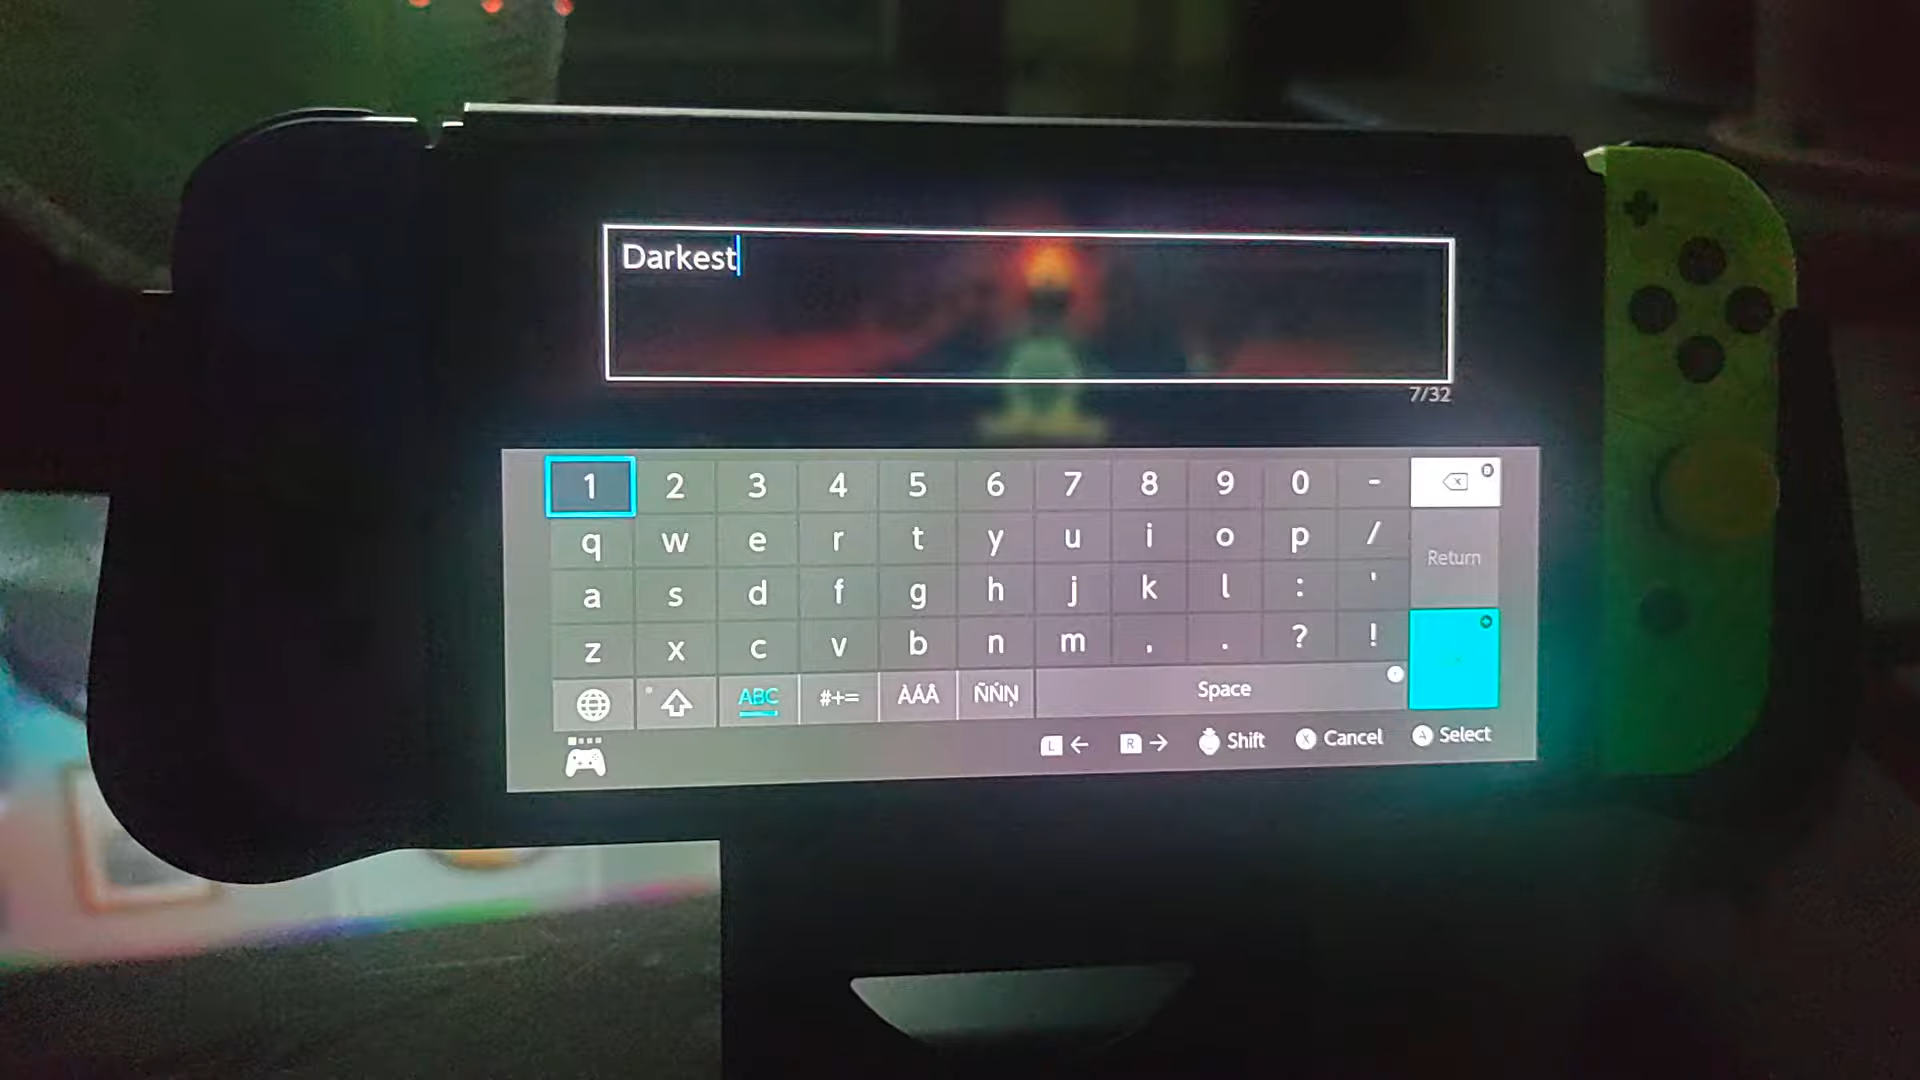 Darkest
7/32
1 2 3 4 5 6 7 8 9 0 -
q w e r t y u i o p /
Return
a s d f g h j k l : '
z x c v b n m , . ? !
ABC #+= ÀÁÂ ÑŃŅ Space
L ← R → Shift X Cancel A Select